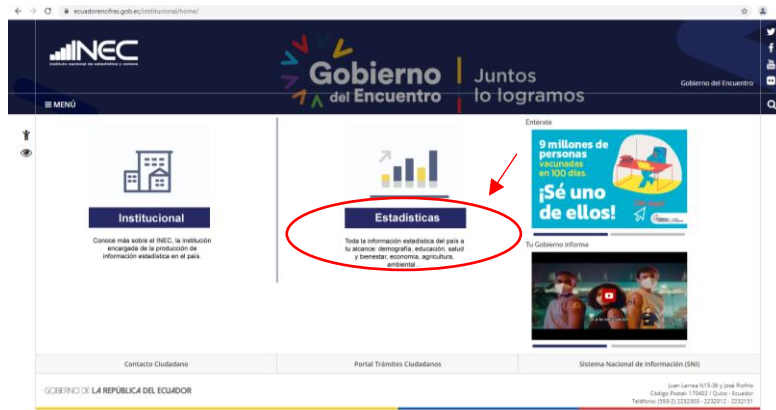 ecuadorencifras.gob.ec/institucional/home/
INEC
instituto nacional de estadística y censos
Gobierno
del Encuentro
Juntos
lo logramos
Gobierno del Encuentro
MENÚ
Institucional
Conoce más sobre el INEC, la institución
encargada de la producción de
información estadística en el país.
Estadísticas
Toda la información estadística del país a
tu alcance: demografía, educación, salud
y bienestar, economía, agricultura,
ambiental...
Entérate
9 millones de
personas
vacunadas
en 100 días.
¡Sé uno
de ellos!
Tu Gobierno informa
Contacto Ciudadano
Portal Trámites Ciudadanos
Sistema Nacional de Información (SNI)
GOBIERNO DE LA REPÚBLICA DEL ECUADOR
Juan Larrea N15-36 y José Riofrío
Código Postal: 170402 / Quito - Ecuador
Teléfono: (593-2) 2232303 - 2232012 - 2232151